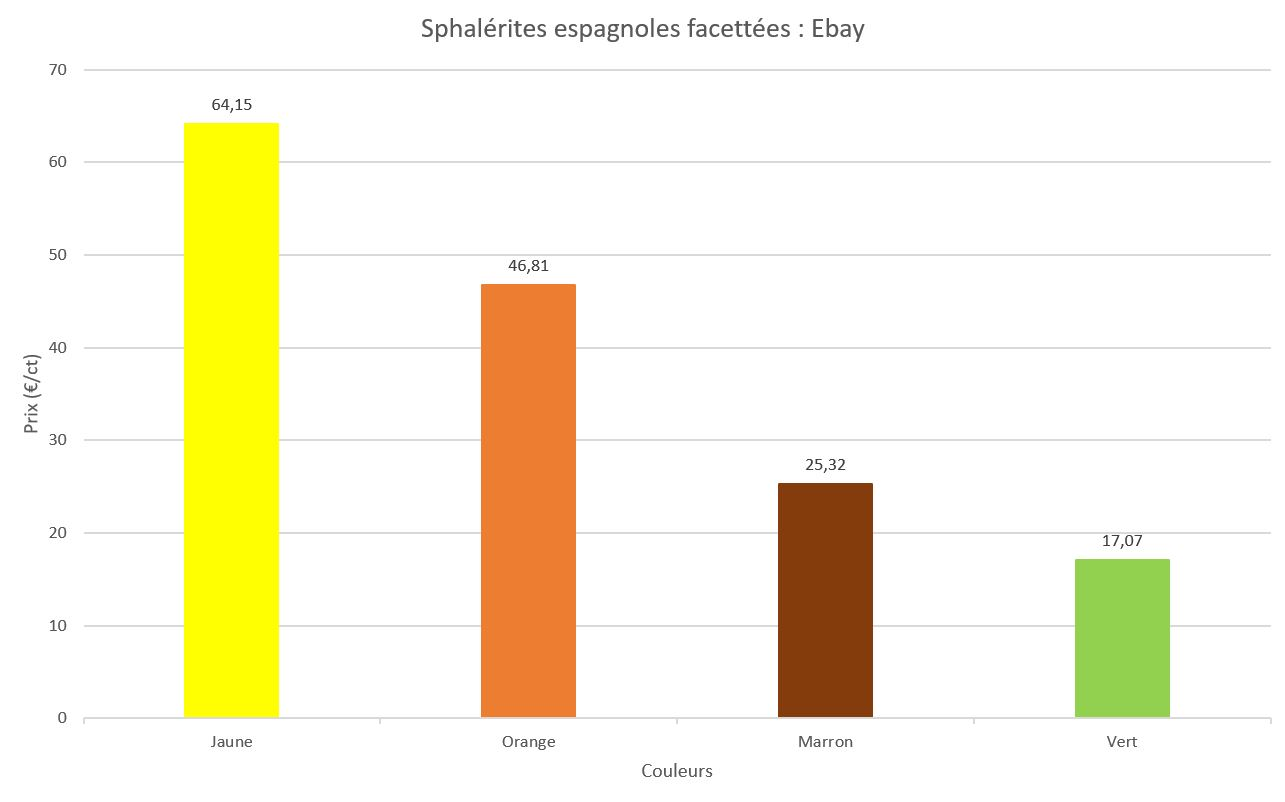 Sphalérites espagnoles facettées : Ebay
70
60
50
40
30
20
10
0
Prix (€/ct)
64,15
46,81
25,32
17,07
Jaune
Orange
Marron
Vert
Couleurs